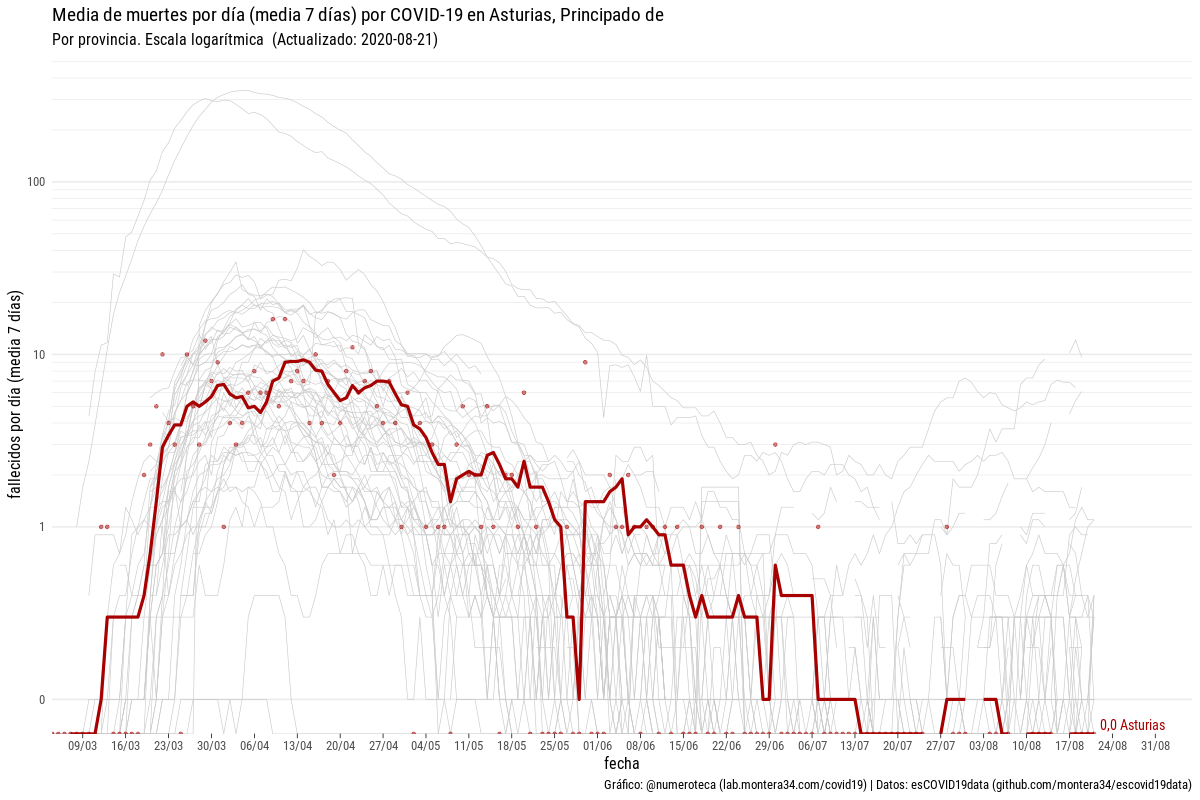 Media de muertes por día (media 7 días) por COVID-19 en Asturias, Principado de
Por provincia. Escala logarítmica  (Actualizado: 2020-08-21)
fallecidos por día (media 7 días)
100
10
1
0
0,0 Asturias
09/03 16/03 23/03 30/03 06/04 13/04 20/04 27/04 04/05 11/05 18/05 25/05 01/06 08/06 15/06 22/06 29/06 06/07 13/07 20/07 27/07 03/08 10/08 17/08 24/08 31/08
fecha
Gráfico: @numeroteca (lab.montera34.com/covid19) | Datos: esCOVID19data (github.com/montera34/escovid19data)